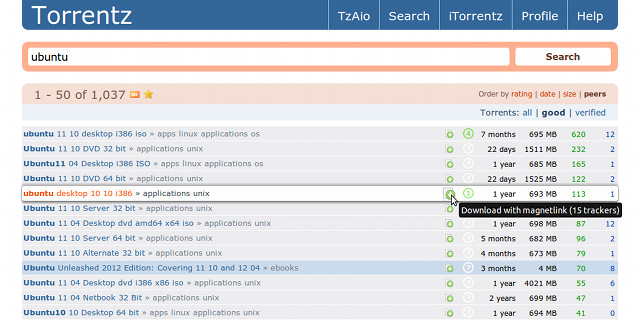 Torrentz
TzAio Search iTorrentz Profile Help
ubuntu Search
1 - 50 of 1,037 Order by rating | date | size | peers
Torrents: all | good | verified
ubuntu 11 10 desktop i386 iso » apps linux applications os 4 7 months 695 MB 620 12
Ubuntu 11 10 DVD 32 bit » applications unix 22 days 1511 MB 232 2
Ubuntu11 04 Desktop i386 ISO » apps linux applications os 1 year 685 MB 165 1
Ubuntu 11 10 DVD 64 bit » applications unix 22 days 1525 MB 122 2
ubuntu desktop 10 10 i386 » applications unix 1 1 year 693 MB 113 1
Ubuntu 11 10 Server 32 bit » applications unix
Download with magnetlink (15 trackers)
Ubuntu 11 04 Desktop dvd amd64 x64 iso » applications unix 1 year 698 MB 87 12
Ubuntu 11 10 Server 64 bit » applications unix 5 months 682 MB 96 2
Ubuntu 11 10 Alternate 32 bit » applications unix 4 months 673 MB 79 1
Ubuntu Unleashed 2012 Edition: Covering 11 10 and 12 04 » ebooks 3 months 4 MB 70 8
Ubuntu 11 04 Desktop dvd i386 x86 iso » applications unix 1 year 4021 MB 55 6
Ubuntu 11 04 Netbook 32 Bit » applications unix 2 years 699 MB 47 1
Ubuntu10 10 Desktop 64 bit » applications unix 1 year 694 MB 41 0